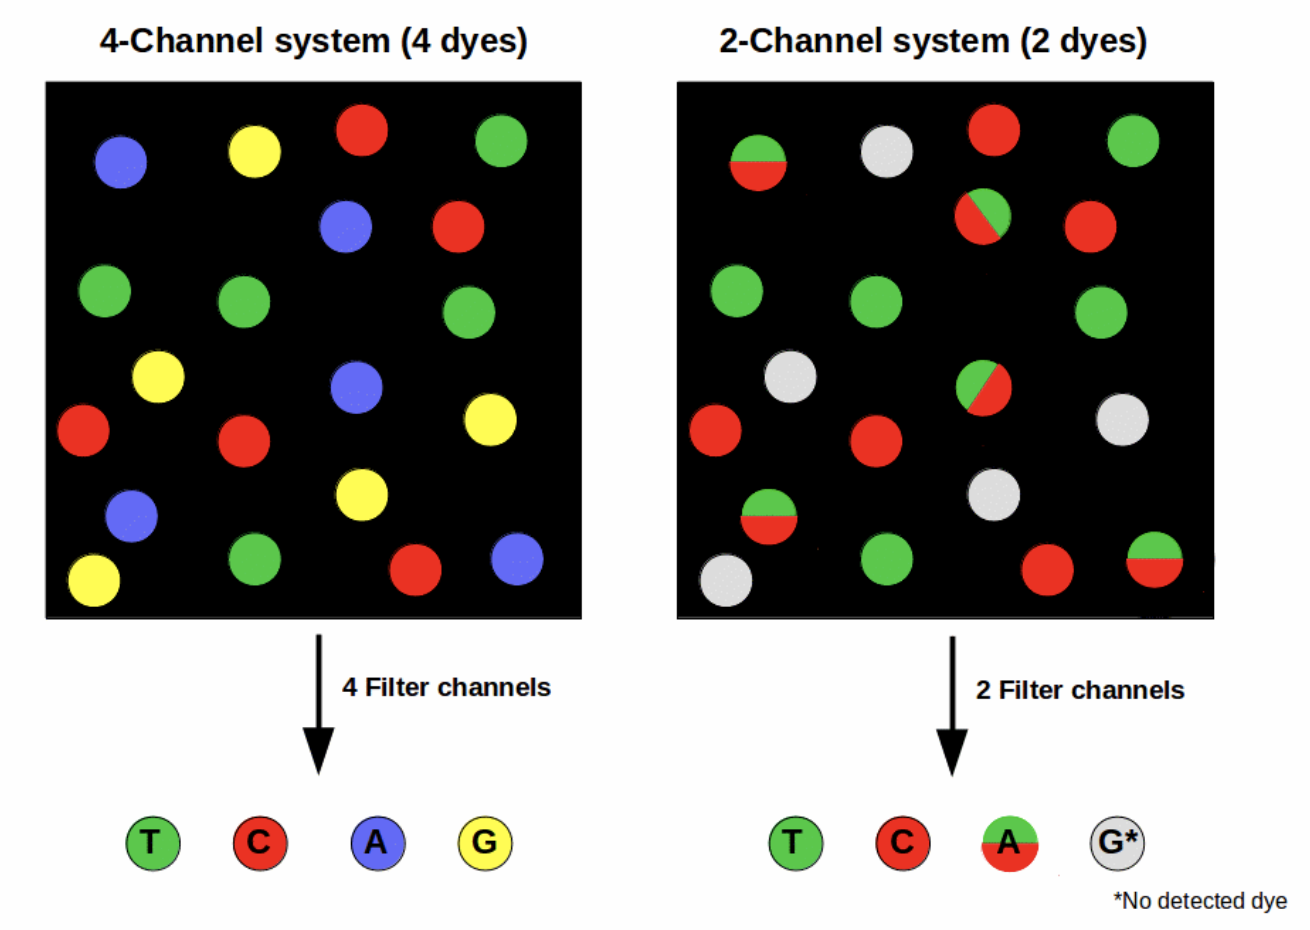 4-Channel system (4 dyes)
2-Channel system (2 dyes)
4 Filter channels
2 Filter channels
T C A G
T C A G*
*No detected dye